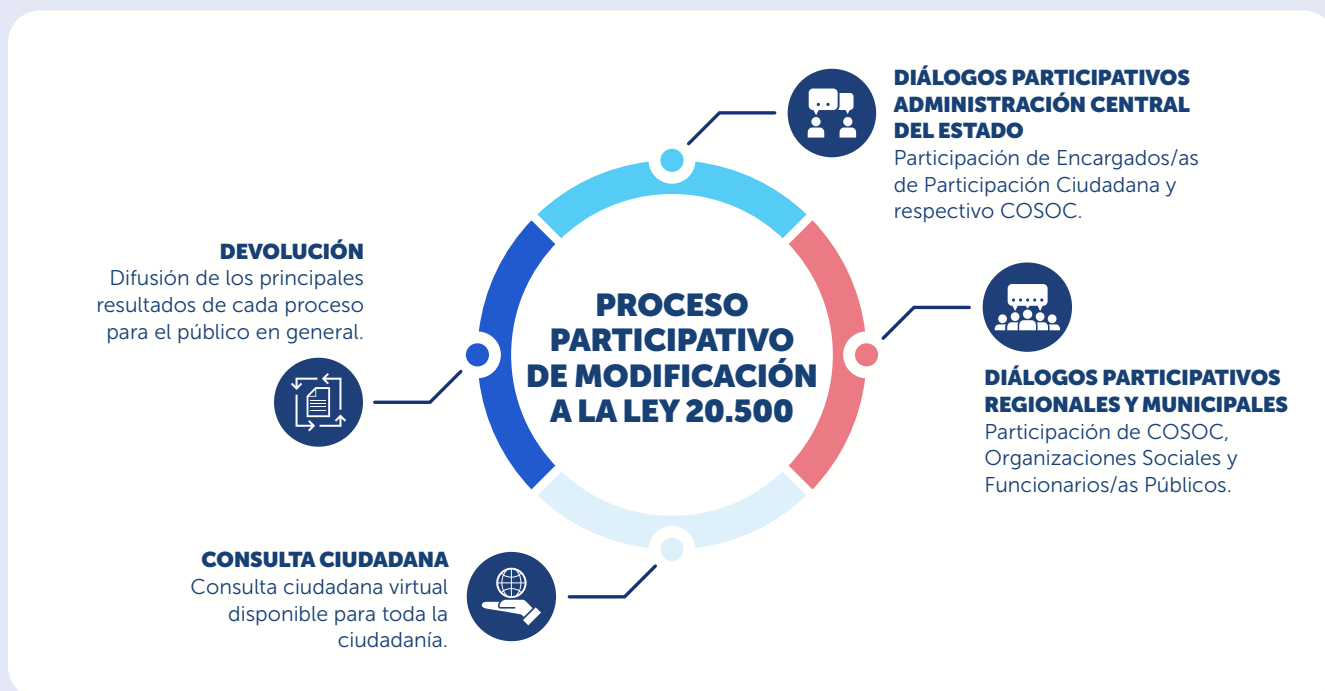 PROCESO
PARTICIPATIVO
DE MODIFICACIÓN
A LA LEY 20.500
DIÁLOGOS PARTICIPATIVOS
ADMINISTRACIÓN CENTRAL
DEL ESTADO
Participación de Encargados/as
de Participación Ciudadana y
respectivo COSOC.
DIÁLOGOS PARTICIPATIVOS
REGIONALES Y MUNICIPALES
Participación de COSOC,
Organizaciones Sociales y
Funcionarios/as Públicos.
CONSULTA CIUDADANA
Consulta ciudadana virtual
disponible para toda la
ciudadanía.
DEVOLUCIÓN
Difusión de los principales
resultados de cada proceso
para el público en general.